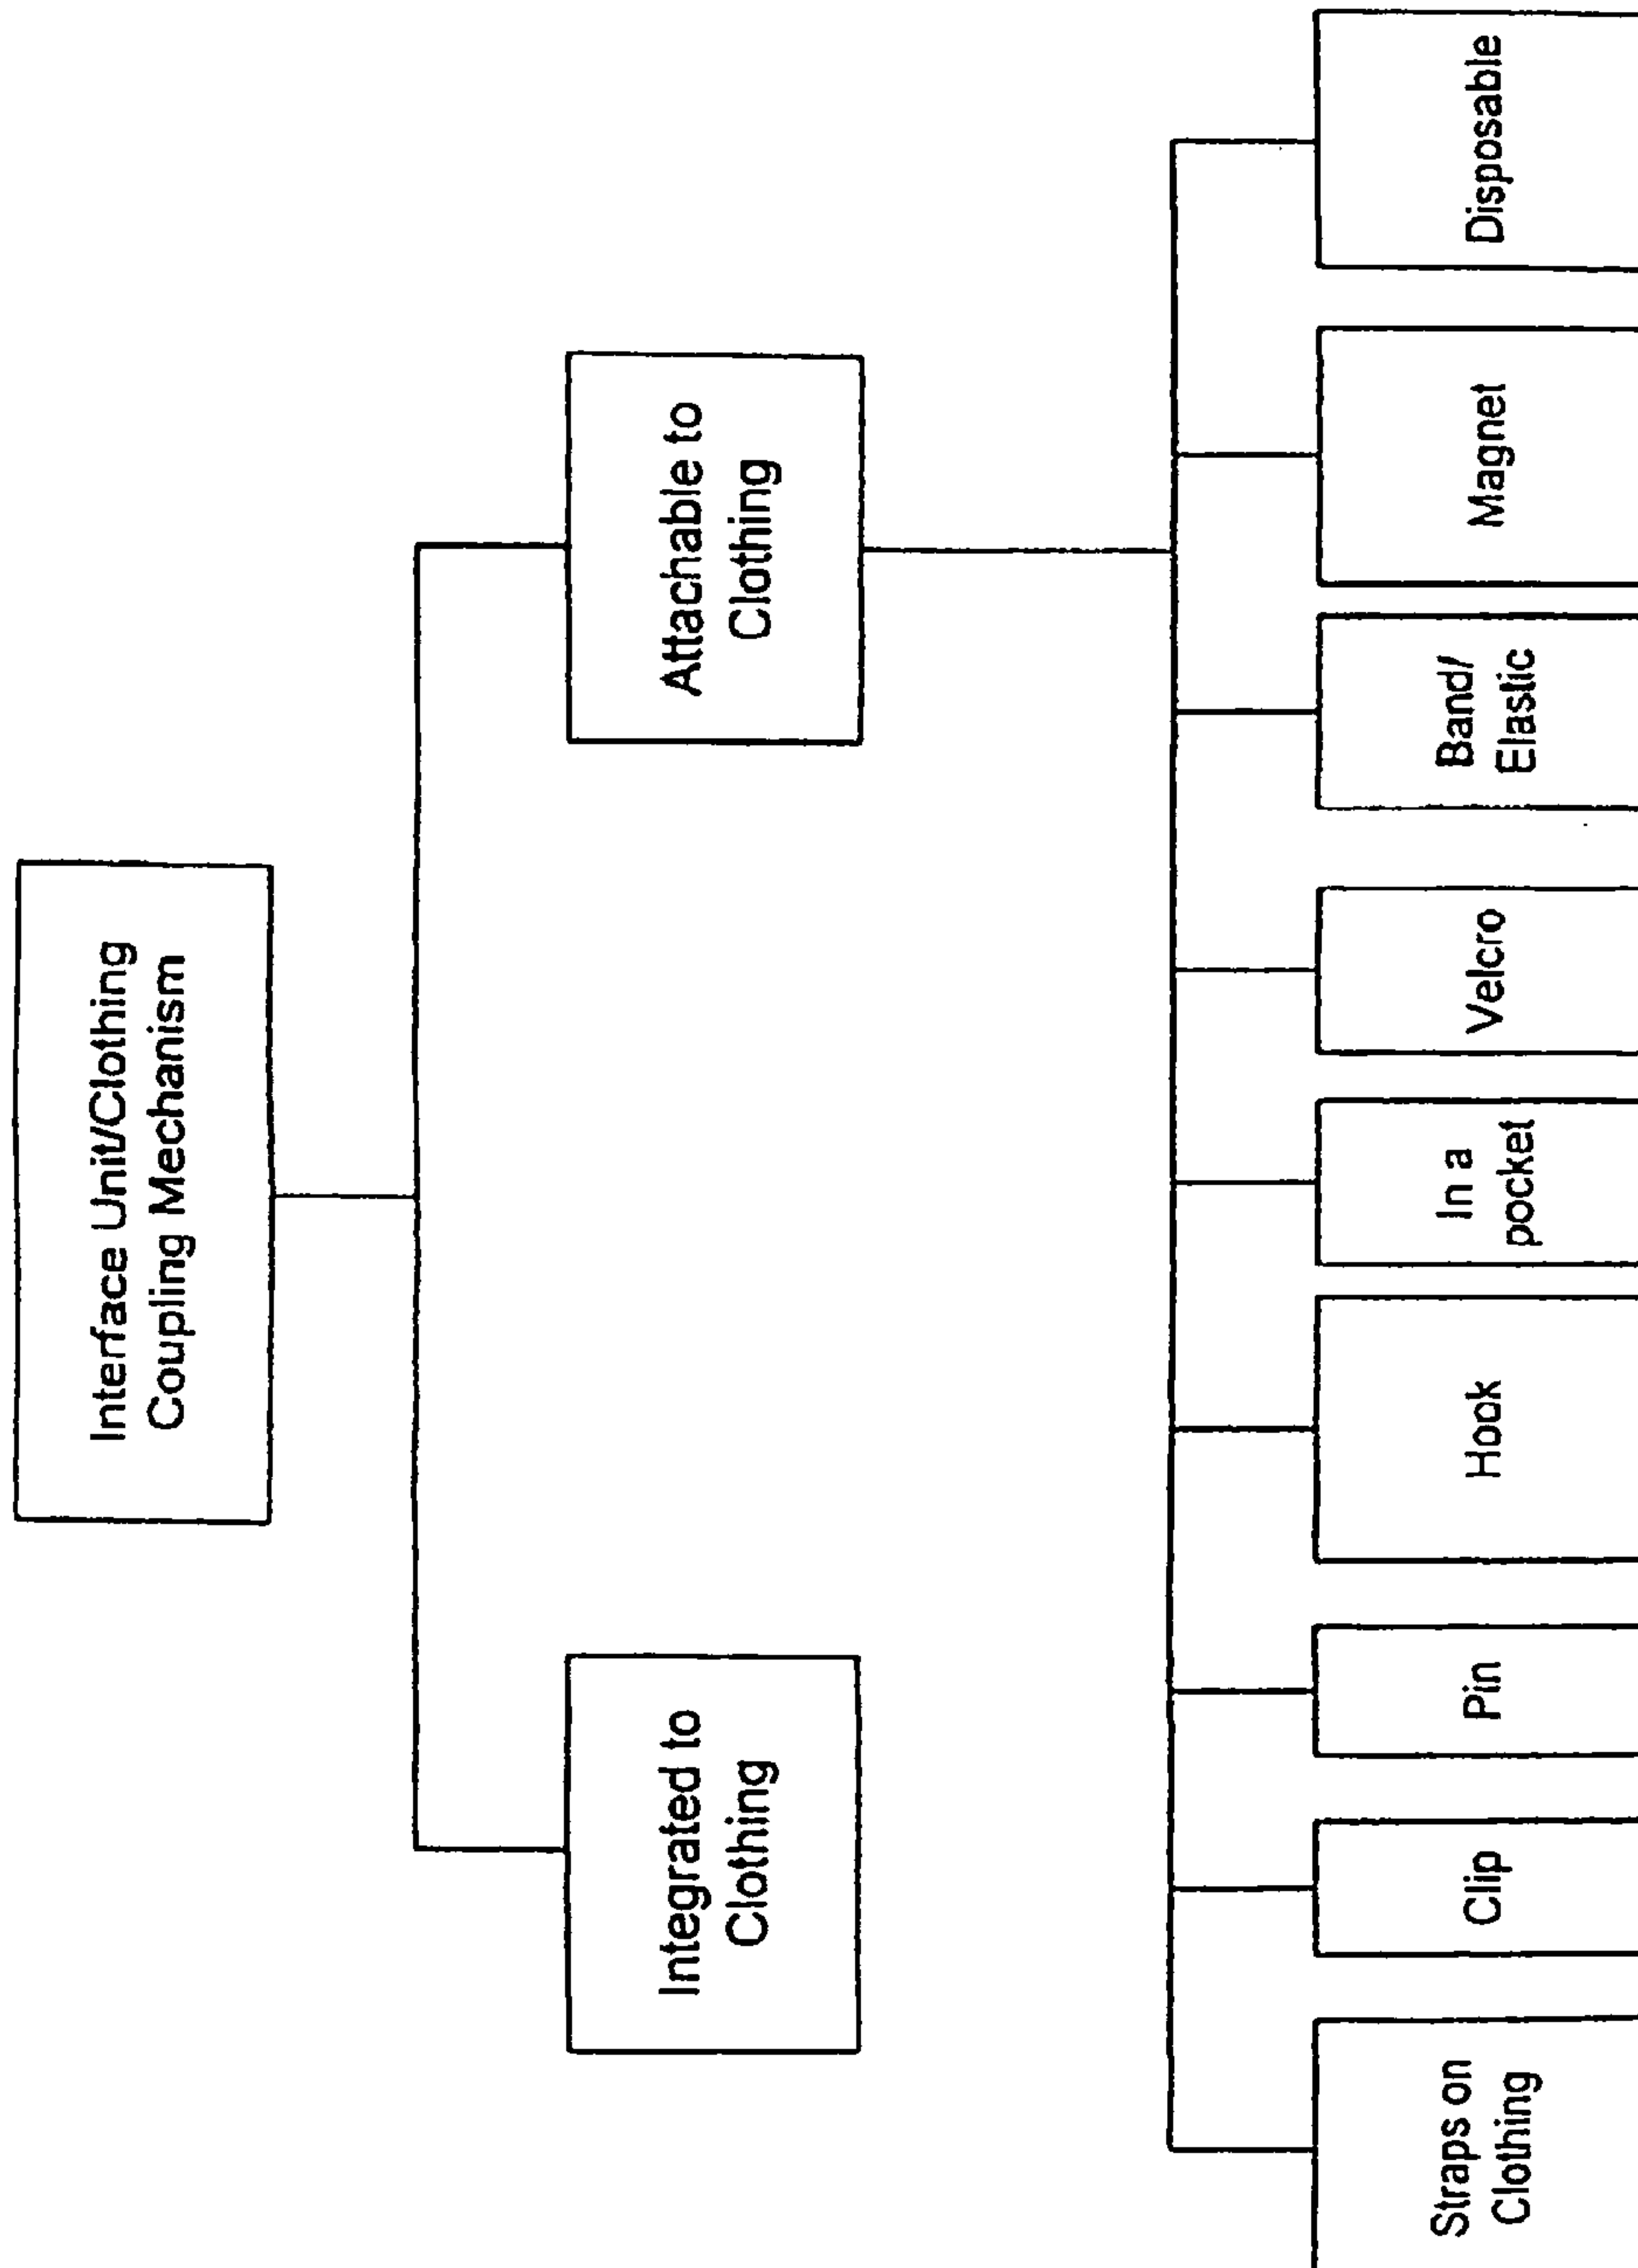 Interface Unit/Clothing
Coupling Mechanism
Integrated to
Clothing
Attachable to
Clothing
Straps on
Clothing
Clip
Pin
Hook
In a
pocket
Velcro
Band/
Elastic
Magnet
Disposable